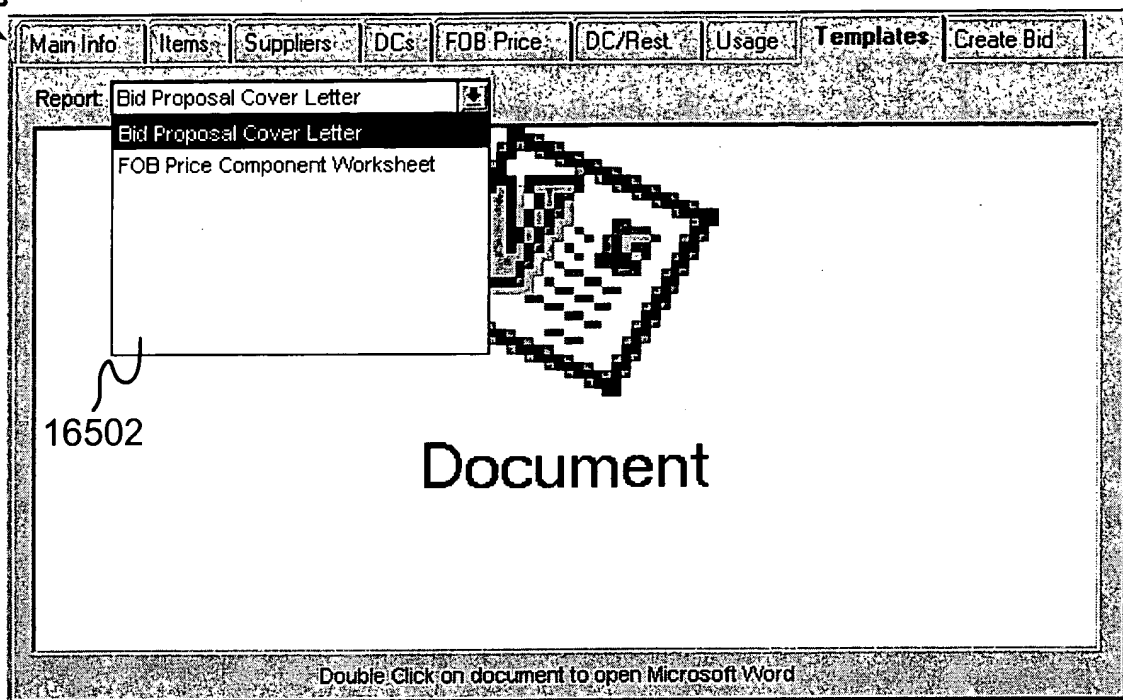 Main Info Items Suppliers DCs FOB Price DC/Rest. Usage Templates Create Bid
Report: Bid Proposal Cover Letter
Bid Proposal Cover Letter
FOB Price Component Worksheet
16502
Document
Double Click on document to open Microsoft Word